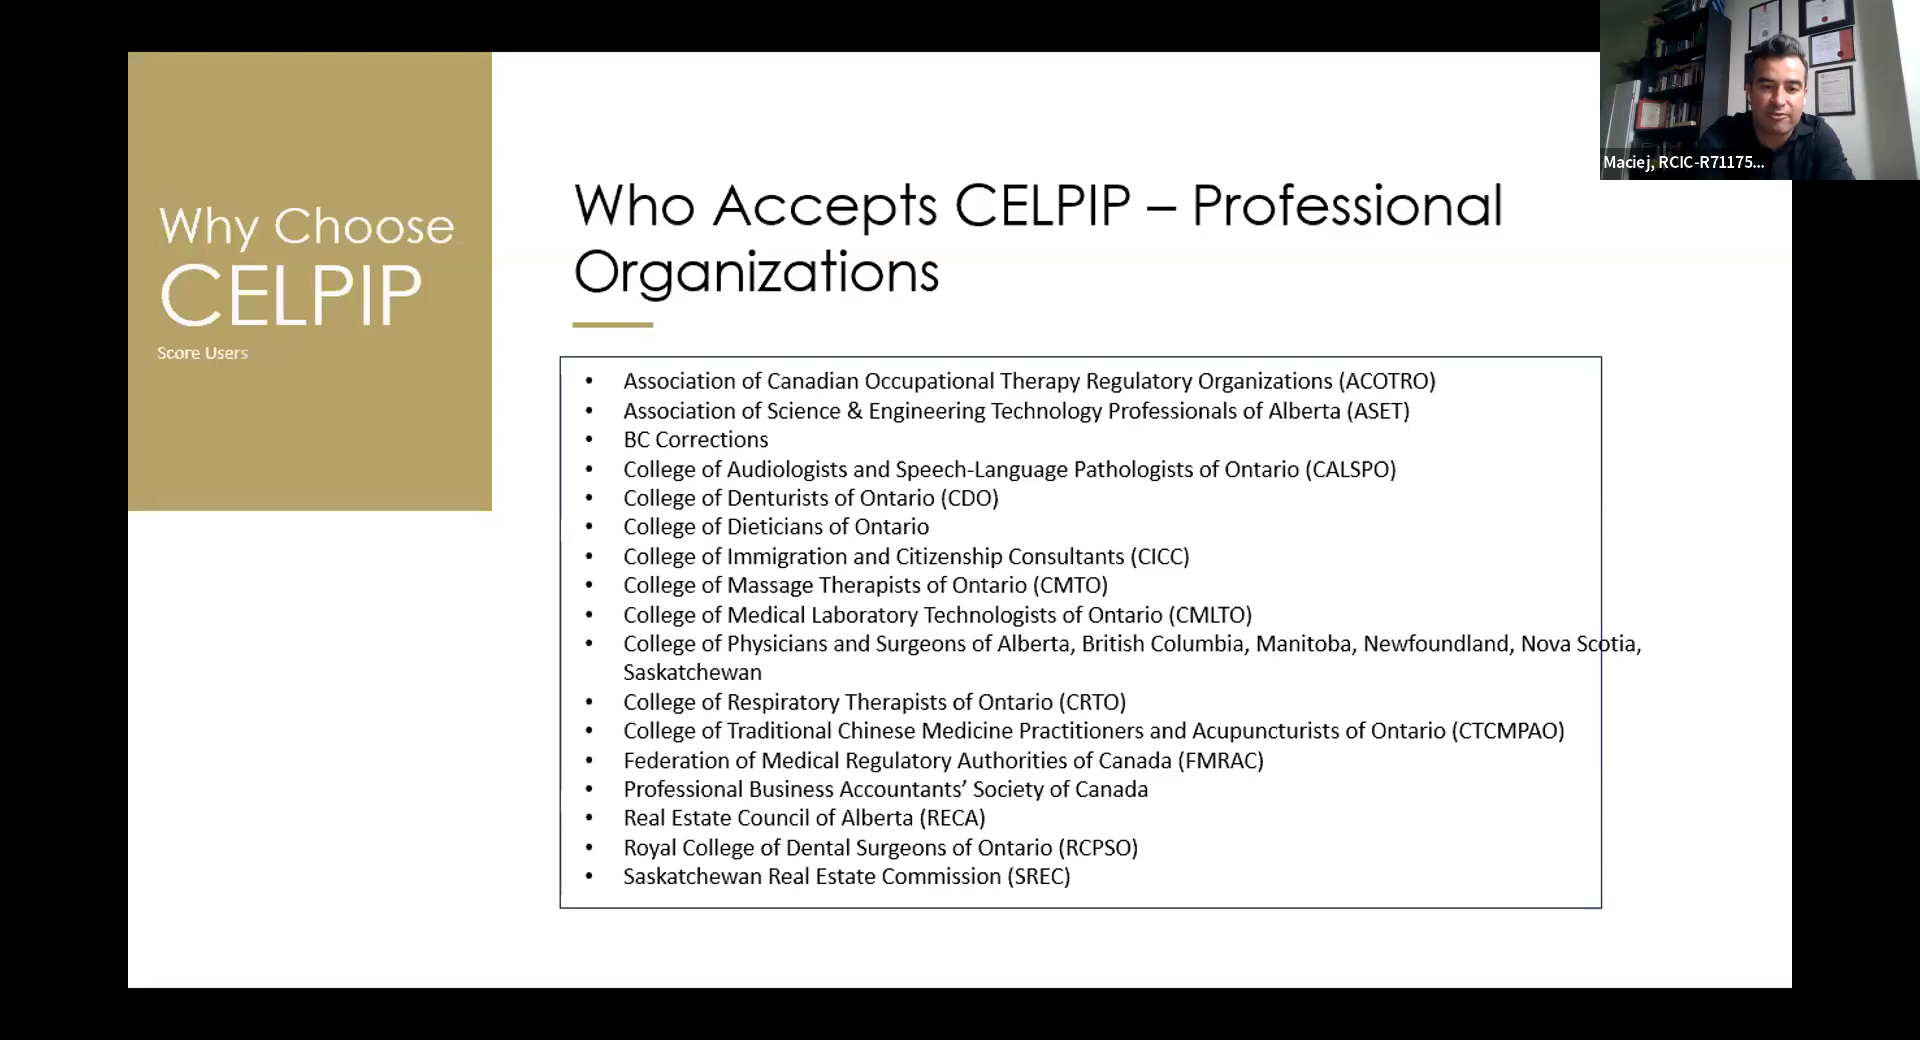 Maciej, RCIC-R71175...
Why Choose
CELPIP
Score Users
Who Accepts CELPIP – Professional
Organizations
• Association of Canadian Occupational Therapy Regulatory Organizations (ACOTRO)
• Association of Science & Engineering Technology Professionals of Alberta (ASET)
• BC Corrections
• College of Audiologists and Speech-Language Pathologists of Ontario (CALSPO)
• College of Denturists of Ontario (CDO)
• College of Dieticians of Ontario
• College of Immigration and Citizenship Consultants (CICC)
• College of Massage Therapists of Ontario (CMTO)
• College of Medical Laboratory Technologists of Ontario (CMLTO)
• College of Physicians and Surgeons of Alberta, British Columbia, Manitoba, Newfoundland, Nova Scotia,
Saskatchewan
• College of Respiratory Therapists of Ontario (CRTO)
• College of Traditional Chinese Medicine Practitioners and Acupuncturists of Ontario (CTCMPAO)
• Federation of Medical Regulatory Authorities of Canada (FMRAC)
• Professional Business Accountants’ Society of Canada
• Real Estate Council of Alberta (RECA)
• Royal College of Dental Surgeons of Ontario (RCPSO)
• Saskatchewan Real Estate Commission (SREC)